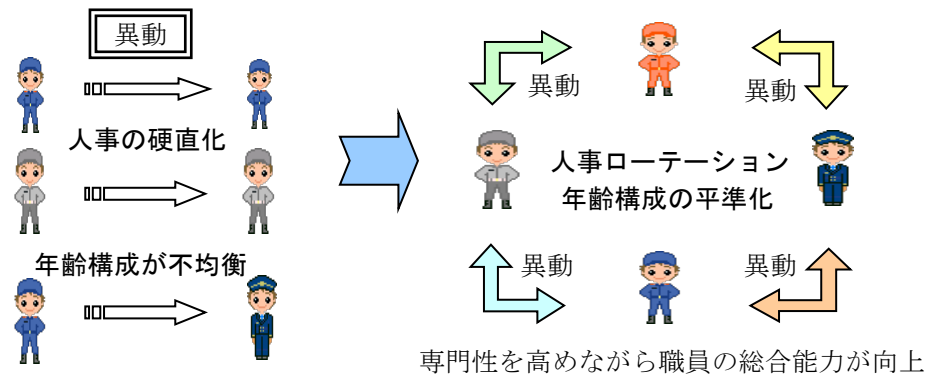 異動
人事の硬直化
年齢構成が不均衡
異動
異動
人事ローテーション
年齢構成の平準化
異動
異動
専門性を高めながら職員の総合能力が向上